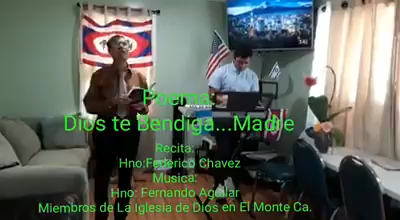 Poema:
Dios te Bendiga...Madre
Recita:
Hno:Federico Chavez
Musica:
Hno: Fernando Aguilar
Miembros de La Iglesia de Dios en El Monte Ca.